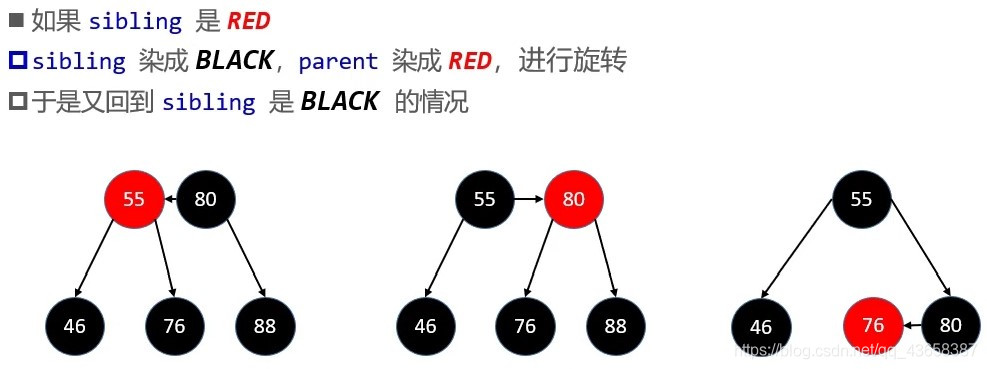 如果 sibling 是 RED
sibling 染成 BLACK，parent 染成 RED，进行旋转
于是又回到 sibling 是 BLACK 的情况
55 80 55 80 55
46 76 88 46 76 88 46 76 80
https://blog.csdn.net/qq_43658387